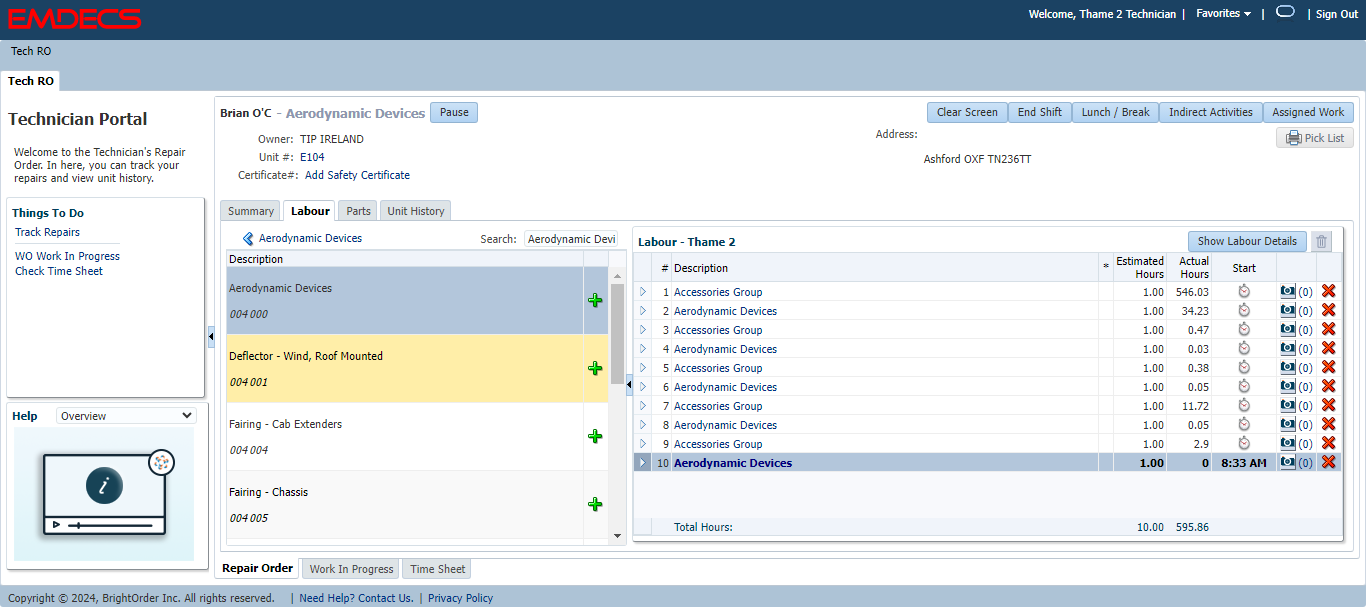 EMDECS
Welcome, Thame 2 Technician | Favorites | | Sign Out
Tech RO
Tech RO
Technician Portal
Welcome to the Technician's Repair
Order. In here, you can track your
repairs and view unit history.
Things To Do
Track Repairs
WO Work In Progress
Check Time Sheet
Help Overview
i
Brian O'C - Aerodynamic Devices Pause
Clear Screen End Shift Lunch / Break Indirect Activities Assigned Work
Pick List
Owner: TIP IRELAND
Unit #: E104
Certificate#: Add Safety Certificate
Address:
Ashford OXF TN236TT
Summary Labour Parts Unit History
Aerodynamic Devices Search: Aerodynamic Devi
Description
Aerodynamic Devices
004 000
Deflector - Wind, Roof Mounted
004 001
Fairing - Cab Extenders
004 004
Fairing - Chassis
004 005
Labour - Thame 2 Show Labour Details
# Description * Estimated Hours Actual Hours Start
1 Accessories Group 1.00 546.03 (0)
2 Aerodynamic Devices 1.00 34.23 (0)
3 Accessories Group 1.00 0.47 (0)
4 Aerodynamic Devices 1.00 0.03 (0)
5 Accessories Group 1.00 0.38 (0)
6 Aerodynamic Devices 1.00 0.05 (0)
7 Accessories Group 1.00 11.72 (0)
8 Aerodynamic Devices 1.00 0.05 (0)
9 Accessories Group 1.00 2.9 (0)
10 Aerodynamic Devices 1.00 0 8:33 AM (0)
Total Hours: 10.00 595.86
Repair Order Work In Progress Time Sheet
Copyright © 2024, BrightOrder Inc. All rights reserved. | Need Help? Contact Us. | Privacy Policy